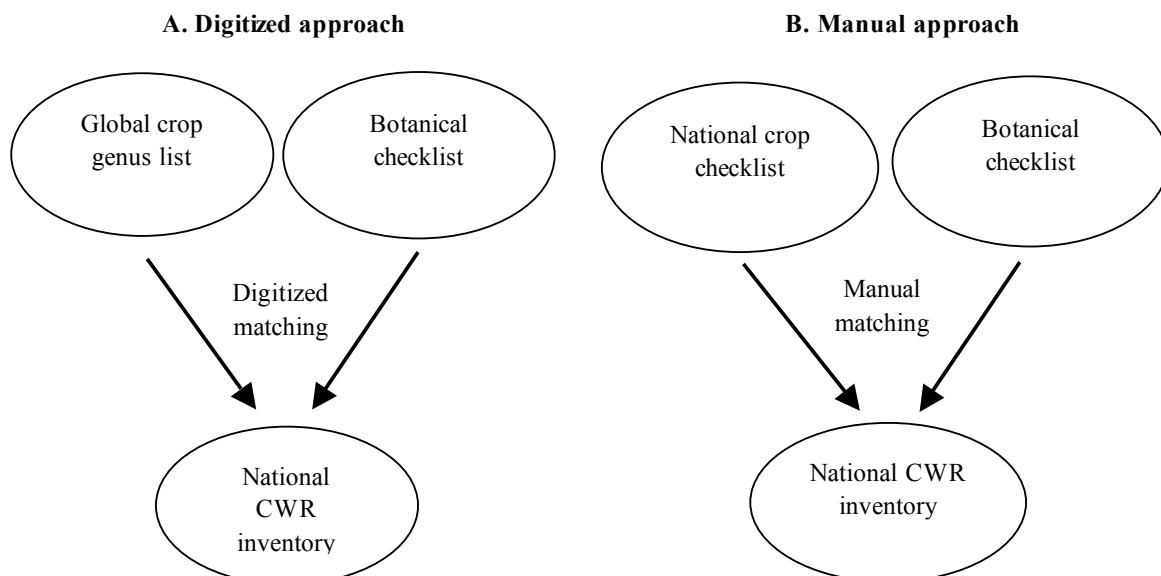 A. Digitized approach
Global crop
genus list
Botanical
checklist
Digitized
matching
National
CWR
inventory
B. Manual approach
National crop
checklist
Botanical
checklist
Manual
matching
National CWR
inventory